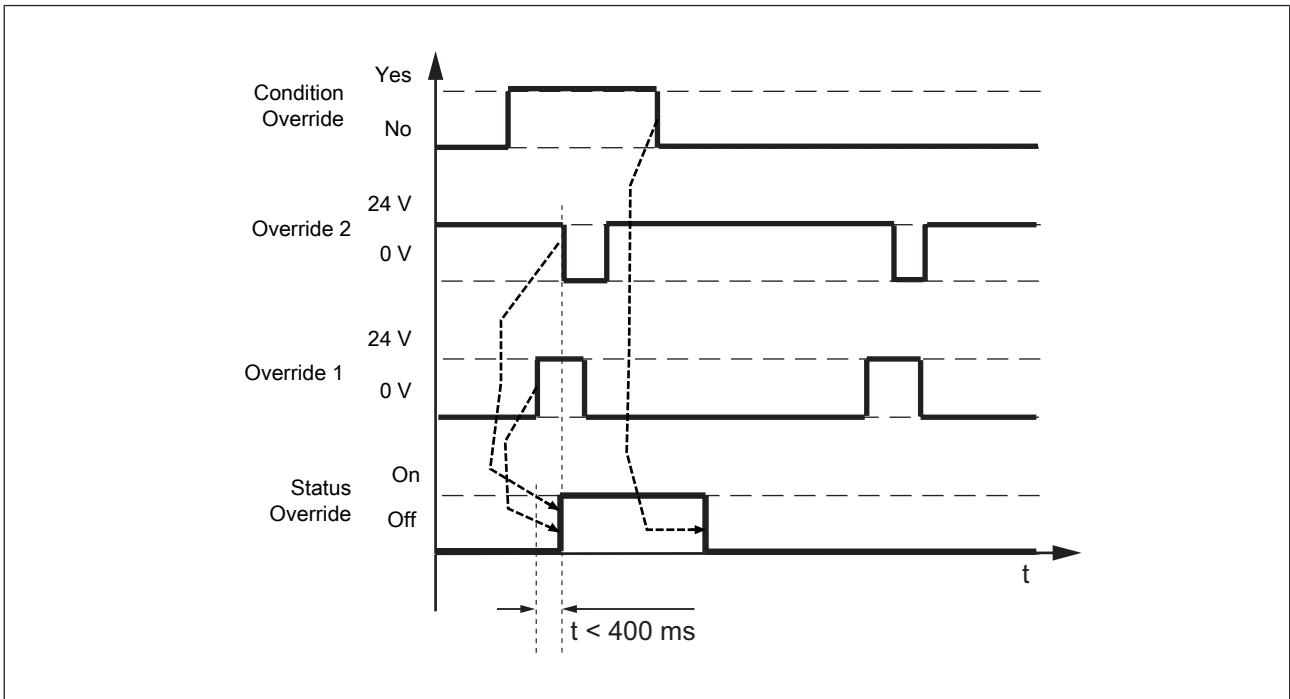 Yes
Condition
Override
No
24 V
Override 2
0 V
24 V
Override 1
0 V
On
Status
Override
Off
t
t < 400 ms